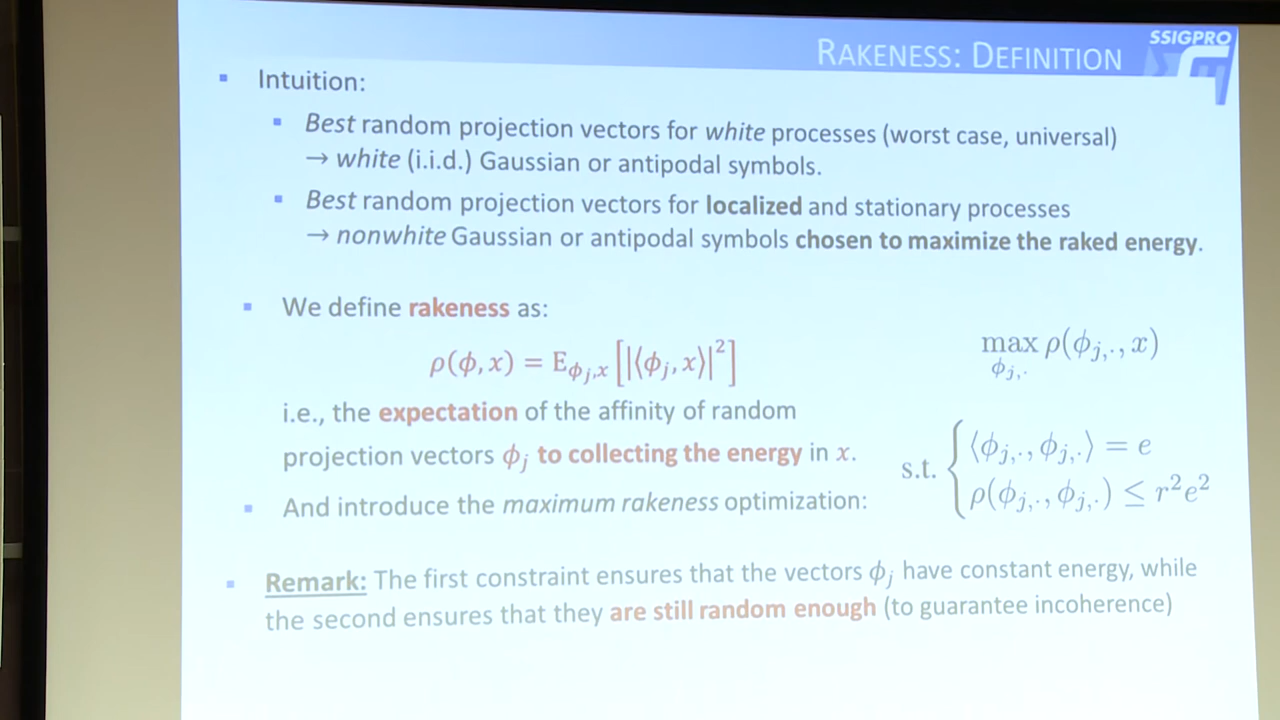 SSIGPRO
RAKENESS: DEFINITION
▪ Intuition:
▪ Best random projection vectors for white processes (worst case, universal)
→ white (i.i.d.) Gaussian or antipodal symbols.
▪ Best random projection vectors for localized and stationary processes
→ nonwhite Gaussian or antipodal symbols chosen to maximize the raked energy.
▪ We define rakeness as:
ρ(ϕ, x) = E_{ϕ_j,x} [|⟨ϕ_j, x⟩|²]
i.e., the expectation of the affinity of random
projection vectors ϕ_j to collecting the energy in x.
▪ And introduce the maximum rakeness optimization:
max ρ(ϕ_{j,·}, x)
ϕ_{j,·}
s.t. { ⟨ϕ_{j,·}, ϕ_{j,·}⟩ = e
ρ(ϕ_{j,·}, ϕ_{j,·}) ≤ r²e²
▪ Remark: The first constraint ensures that the vectors ϕ_j have constant energy, while
the second ensures that they are still random enough (to guarantee incoherence)